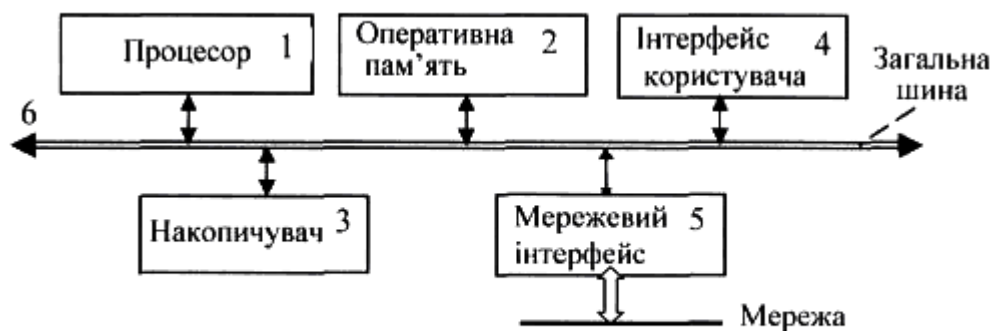 Процесор 1
Оперативна 2
пам’ять
Інтерфейс 4
користувача
Загальна
шина
6
Накопичувач 3
Мережевий 5
інтерфейс
Мережа